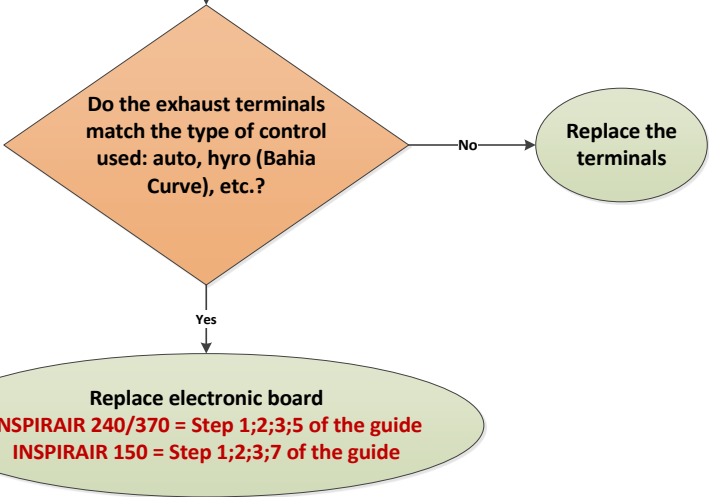 Do the exhaust terminals
match the type of control
used: auto, hyro (Bahia
Curve), etc.?
No
Replace the
terminals
Yes
Replace electronic board
NSPIRAIR 240/370 = Step 1;2;3;5 of the guide
INSPIRAIR 150 = Step 1;2;3;7 of the guide